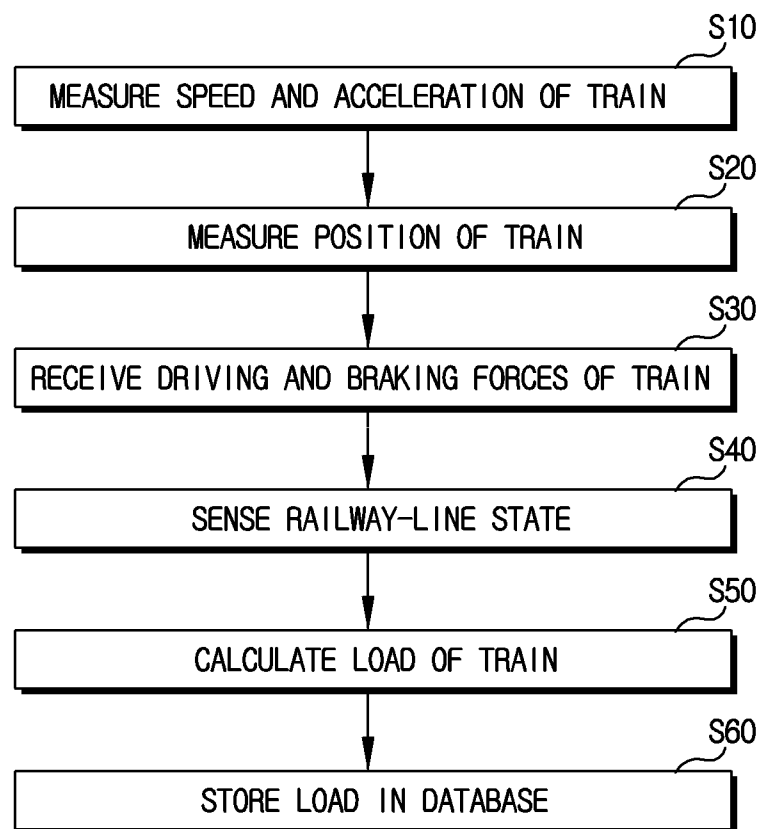 S10
MEASURE SPEED AND ACCELERATION OF TRAIN
S20
MEASURE POSITION OF TRAIN
S30
RECEIVE DRIVING AND BRAKING FORCES OF TRAIN
S40
SENSE RAILWAY-LINE STATE
S50
CALCULATE LOAD OF TRAIN
S60
STORE LOAD IN DATABASE